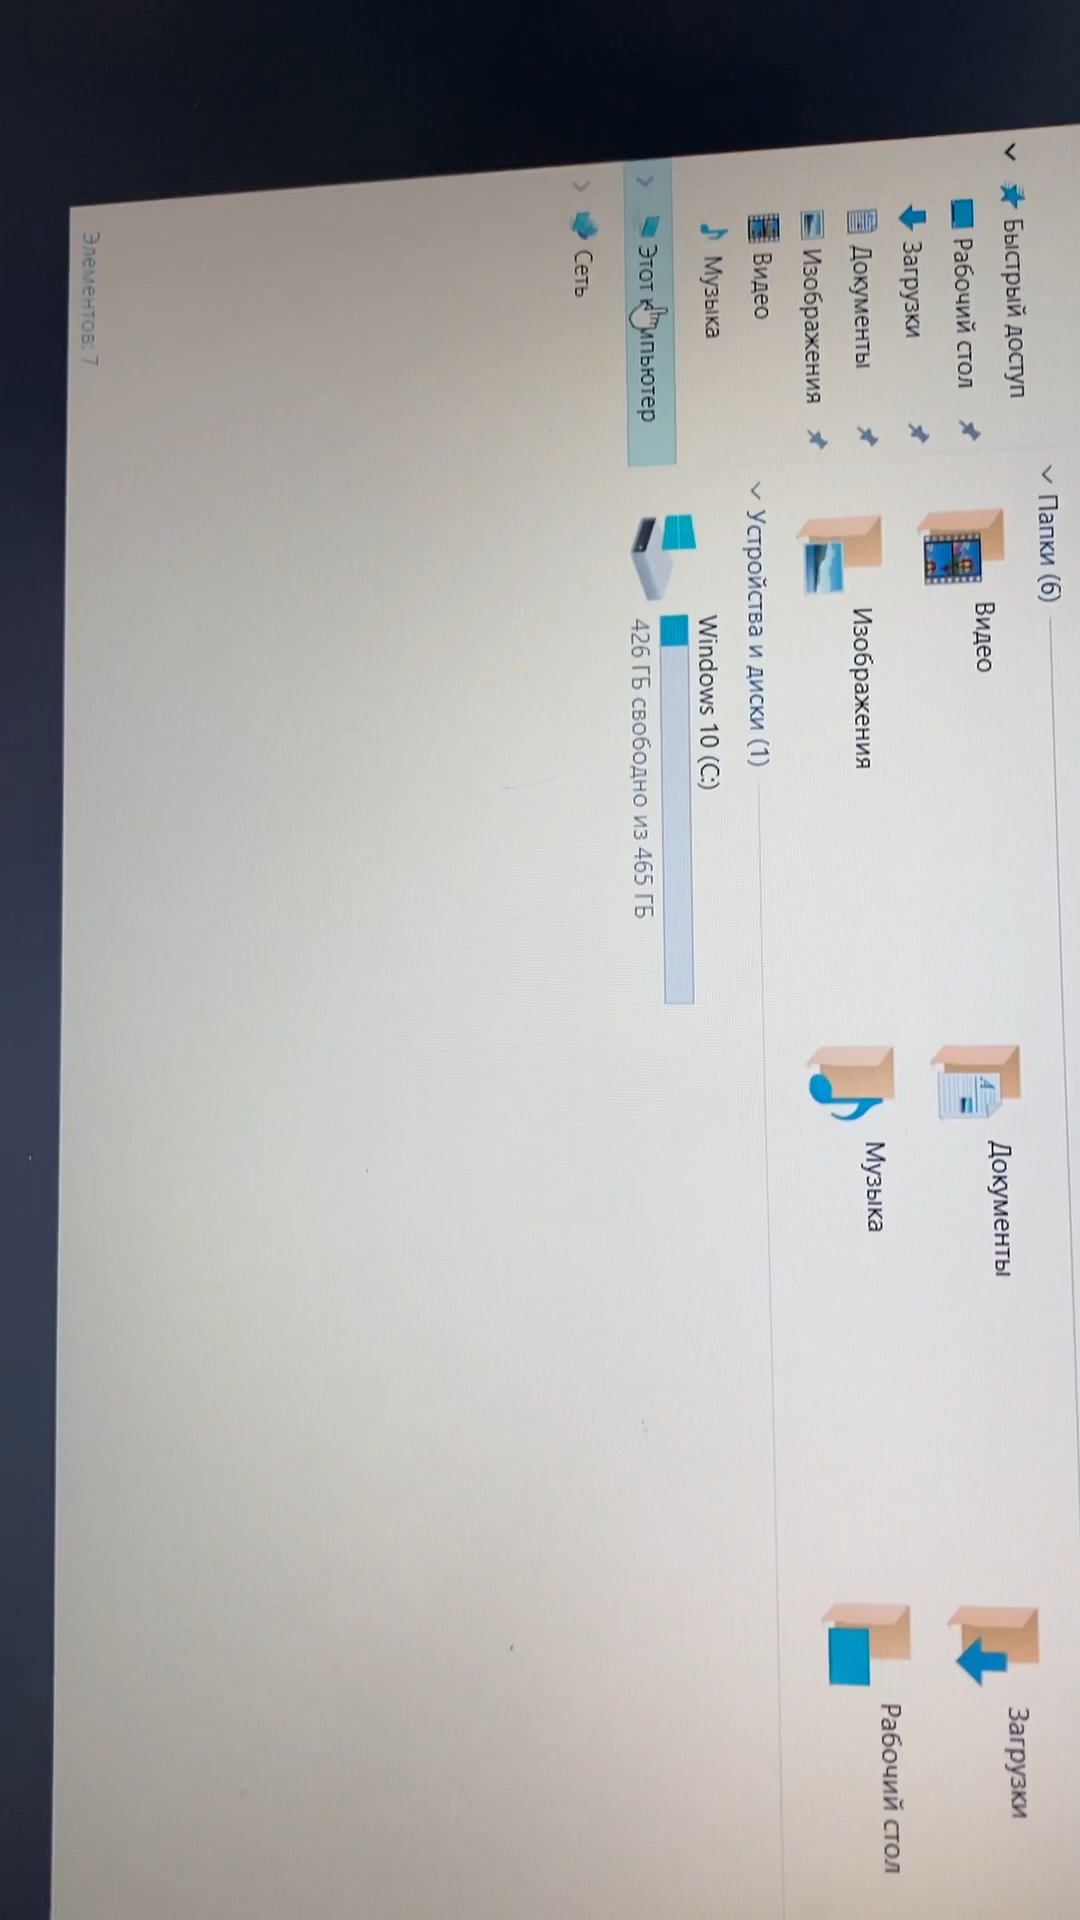 Быстрый доступ
Рабочий стол
Загрузки
Документы
Изображения
Видео
Музыка
Этот к мпьютер
Сеть
Папки (6)
Видео
Документы
Загрузки
Изображения
Музыка
Рабочий стол
Устройства и диски (1)
Windows 10 (C:)
426 ГБ свободно из 465 ГБ
Элементов: 7